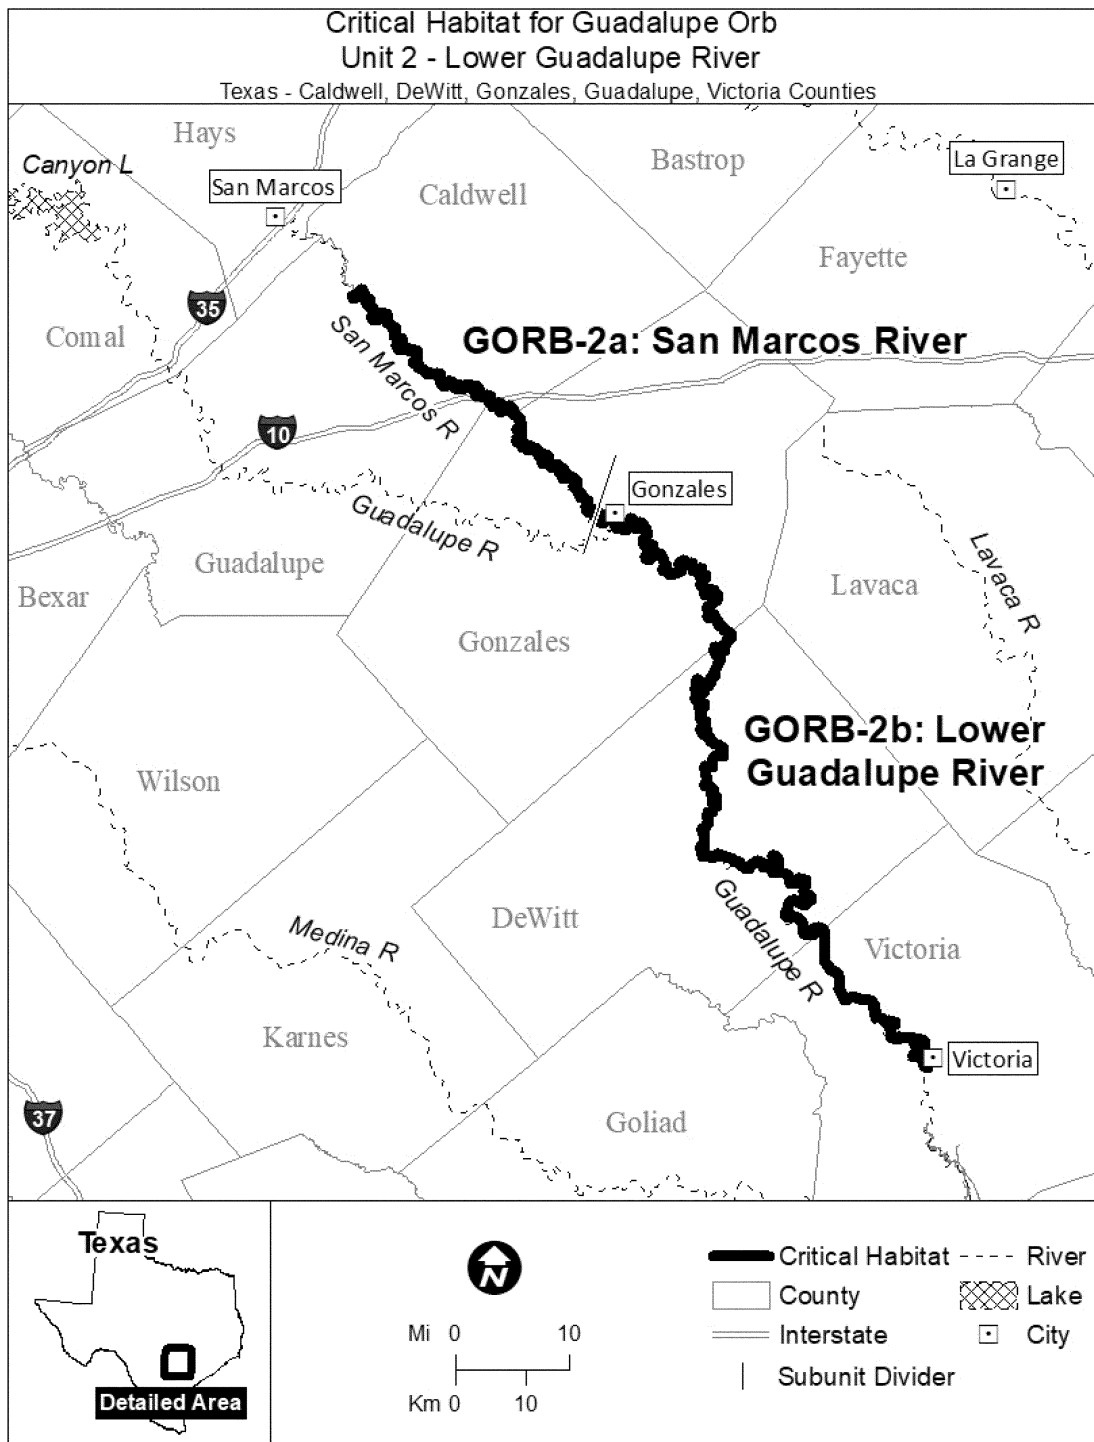 Critical Habitat for Guadalupe Orb
Unit 2 - Lower Guadalupe River
Texas - Caldwell, DeWitt, Gonzales, Guadalupe, Victoria Counties
Hays
Canyon L
San Marcos
Caldwell
Bastrop
La Grange
Fayette
35
Comal
San Marcos R
GORB-2a: San Marcos River
10
Gonzales
Guadalupe R
Guadalupe
Bexar
Lavaca
Lavaca R
Gonzales
GORB-2b: Lower
Guadalupe River
Wilson
DeWitt
Guadalupe R
Victoria
Medina R
Karnes
Victoria
37
Goliad
Texas
Detailed Area
N
Mi 0 10
Km 0 10
Critical Habitat
River
County
Lake
Interstate
City
Subunit Divider